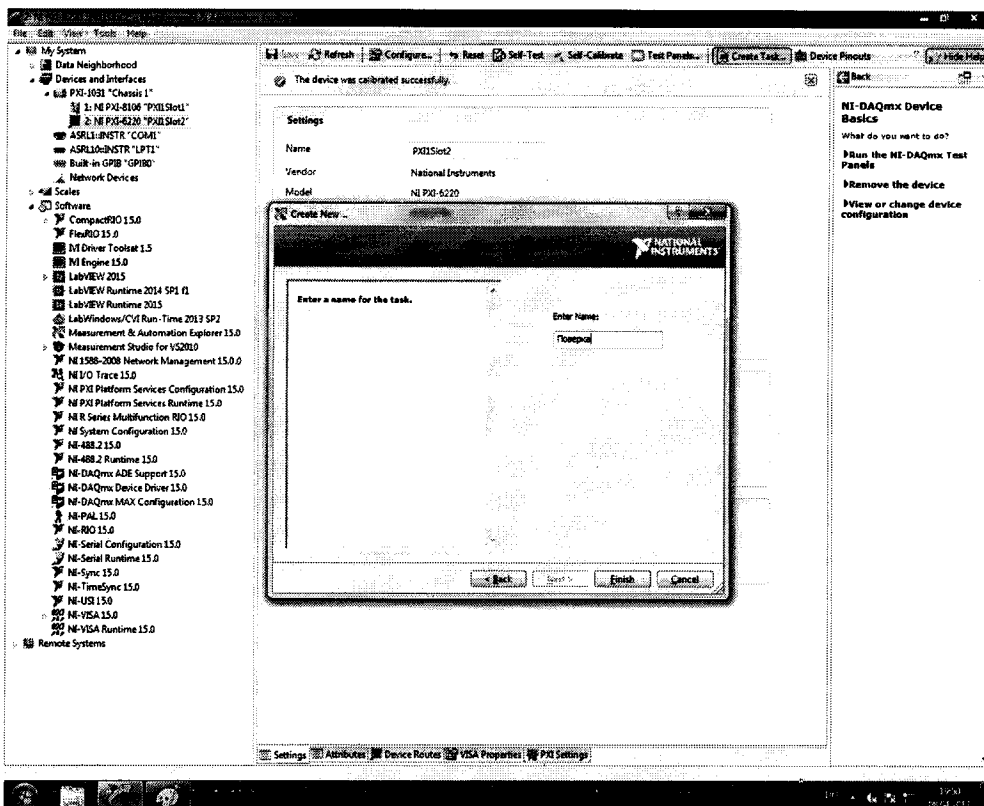 File Edit View Tools Help
My System
Data Neighborhood
Devices and Interfaces
PXI-1031 "Chassis 1"
1: NI PXI-8106 "PXI1Slot1"
2: NI PXI-6220 "PXI1Slot2"
ASRL1::INSTR "COM1"
ASRL10::INSTR "LPT1"
Built-in GPIB "GPIB0"
Network Devices
Scales
Software
CompactRIO 15.0
FlexRIO 15.0
IVI Driver Toolset 1.5
IVI Engine 15.0
LabVIEW 2015
LabVIEW Runtime 2014 SP1 f1
LabVIEW Runtime 2015
LabWindows/CVI Run-Time 2013 SP2
Measurement & Automation Explorer 15.0
Measurement Studio for VS2010
NI 1588-2008 Network Management 15.0.0
NI I/O Trace 15.0
NI PXI Platform Services Configuration 15.0
NI PXI Platform Services Runtime 15.0
NI R Series Multifunction RIO 15.0
NI System Configuration 15.0
NI-488.2 15.0
NI-488.2 Runtime 15.0
NI-DAQmx ADE Support 15.0
NI-DAQmx Device Driver 15.0
NI-DAQmx MAX Configuration 15.0
NI-PAL 15.0
NI-RIO 15.0
NI-Serial Configuration 15.0
NI-Serial Runtime 15.0
NI-Sync 15.0
NI-TimeSync 15.0
NI-USI 15.0
NI-VISA 15.0
NI-VISA Runtime 15.0
Remote Systems
Save Refresh Configure... Reset Self-Test Self-Calibrate Test Panels... Create Task... Device Pinouts Hide Help
The device was calibrated successfully.
Settings
Name PXI1Slot2
Vendor National Instruments
Model NI PXI-6220
Create New ...
NATIONAL INSTRUMENTS
Enter a name for the task.
Enter Name:
Поверка
< Back Next > Finish Cancel
Settings Attributes Device Routes VISA Properties PXI Settings
Back
NI-DAQmx Device Basics
What do you want to do?
Run the NI-DAQmx Test Panels
Remove the device
View or change device configuration